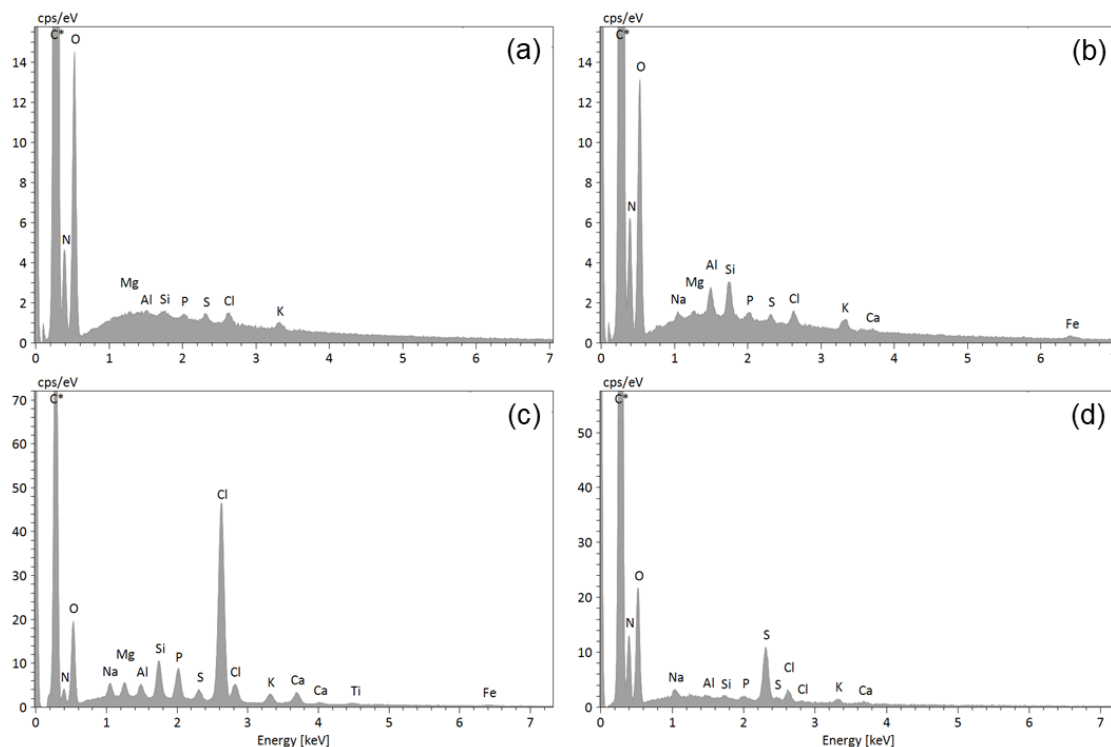 cps/eV
C*
O
(a)
14
12
10
8
6
N
4
Mg
Al
Si
P
S
Cl
K
2
0
0 1 2 3 4 5 6 7
cps/eV
C*
O
(b)
14
12
10
8
N
6
4
Na
Mg
Al
Si
P
S
Cl
K
Ca
Fe
2
0
0 1 2 3 4 5 6 7
cps/eV
C*
(c)
70
60
50
Cl
40
30
O
20
N
Na
Mg
Al
Si
P
S
Cl
K
Ca
Ca
Ti
Fe
10
0
0 1 2 3 4 5 6 7
Energy [keV]
cps/eV
C*
(d)
50
40
30
O
20
N
S
S
Na
Al
Si
P
Cl
Cl
K
Ca
10
0
0 1 2 3 4 5 6 7
Energy [keV]